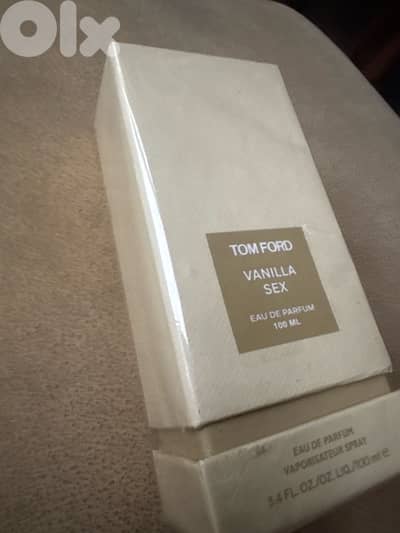 OLX
TOM FORD
VANILLA
SEX
EAU DE PARFUM
100 ML
EAU DE PARFUM
VAPORISATEUR SPRAY
3.4 FL.OZ./OZ.LIQ./100 ml e